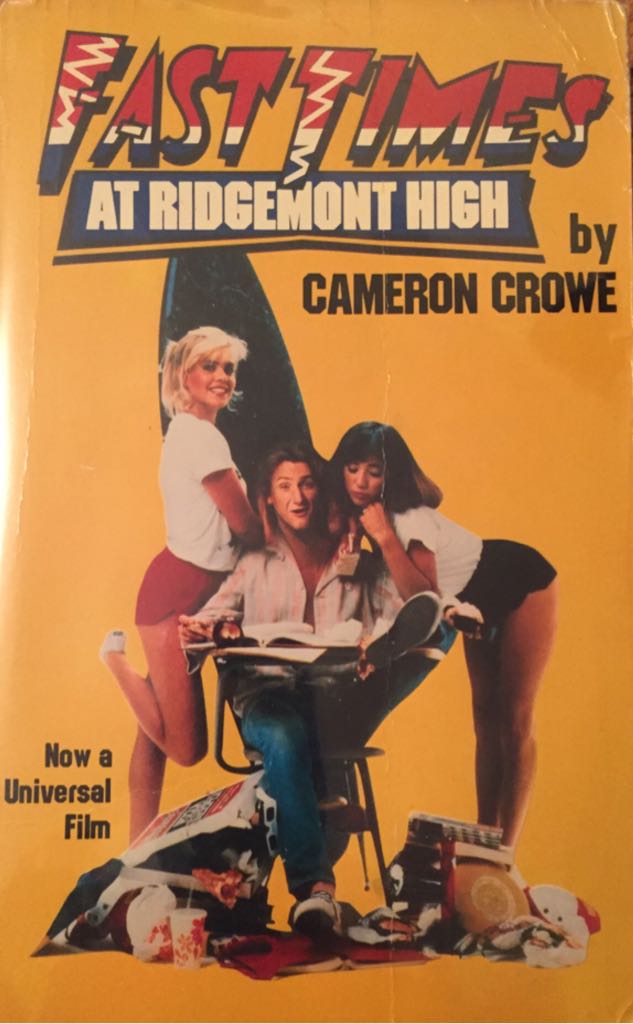 FAST TIMES
AT RIDGEMONT HIGH
by
CAMERON CROWE
Now a
Universal
Film